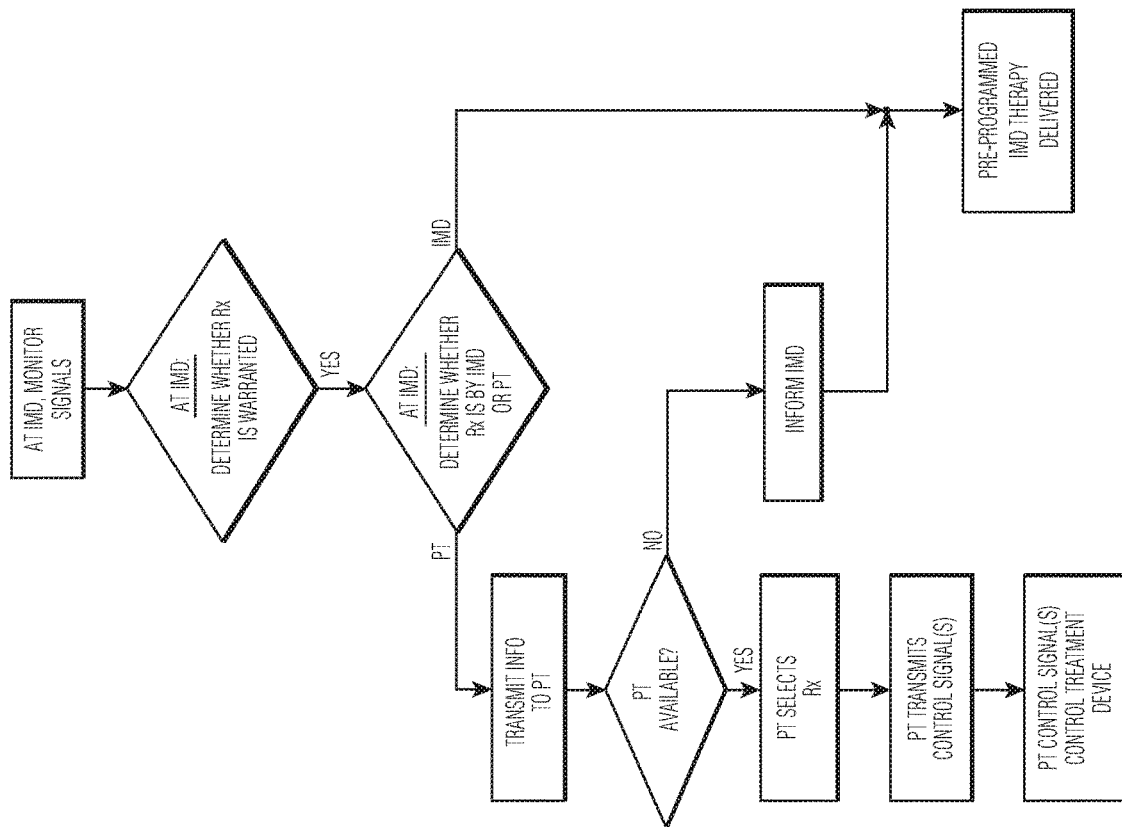 AT IMD, MONITOR
SIGNALS
AT IMD:
DETERMINE WHETHER Rx
IS WARRANTED
YES
AT IMD:
DETERMINE WHETHER
Rx IS BY IMD
OR PT
PT
IMD
TRANSMIT INFO
TO PT
PT
AVAILABLE?
NO
YES
PT SELECTS
Rx
INFORM IMD
PT TRANSMITS
CONTROL SIGNAL(S)
PRE-PROGRAMMED
IMD THERAPY
DELIVERED
PT CONTROL SIGNAL(S)
CONTROL TREATMENT
DEVICE